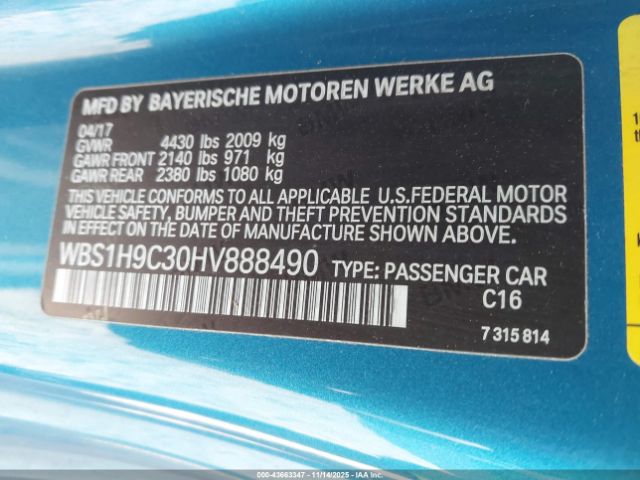 MFD BY BAYERISCHE MOTOREN WERKE AG
04/17
GVWR 4430 lbs 2009 kg
GAWR FRONT 2140 lbs 971 kg
GAWR REAR 2380 lbs 1080 kg
THIS VEHICLE CONFORMS TO ALL APPLICABLE U.S.FEDERAL MOTOR
VEHICLE SAFETY, BUMPER AND THEFT PREVENTION STANDARDS
IN EFFECT ON THE DATE OF MANUFACTURE SHOWN ABOVE.
WBS1H9C30HV888490 TYPE: PASSENGER CAR
C16
7 315 814
000-43663347 - 11/14/2025 - IAA Inc.